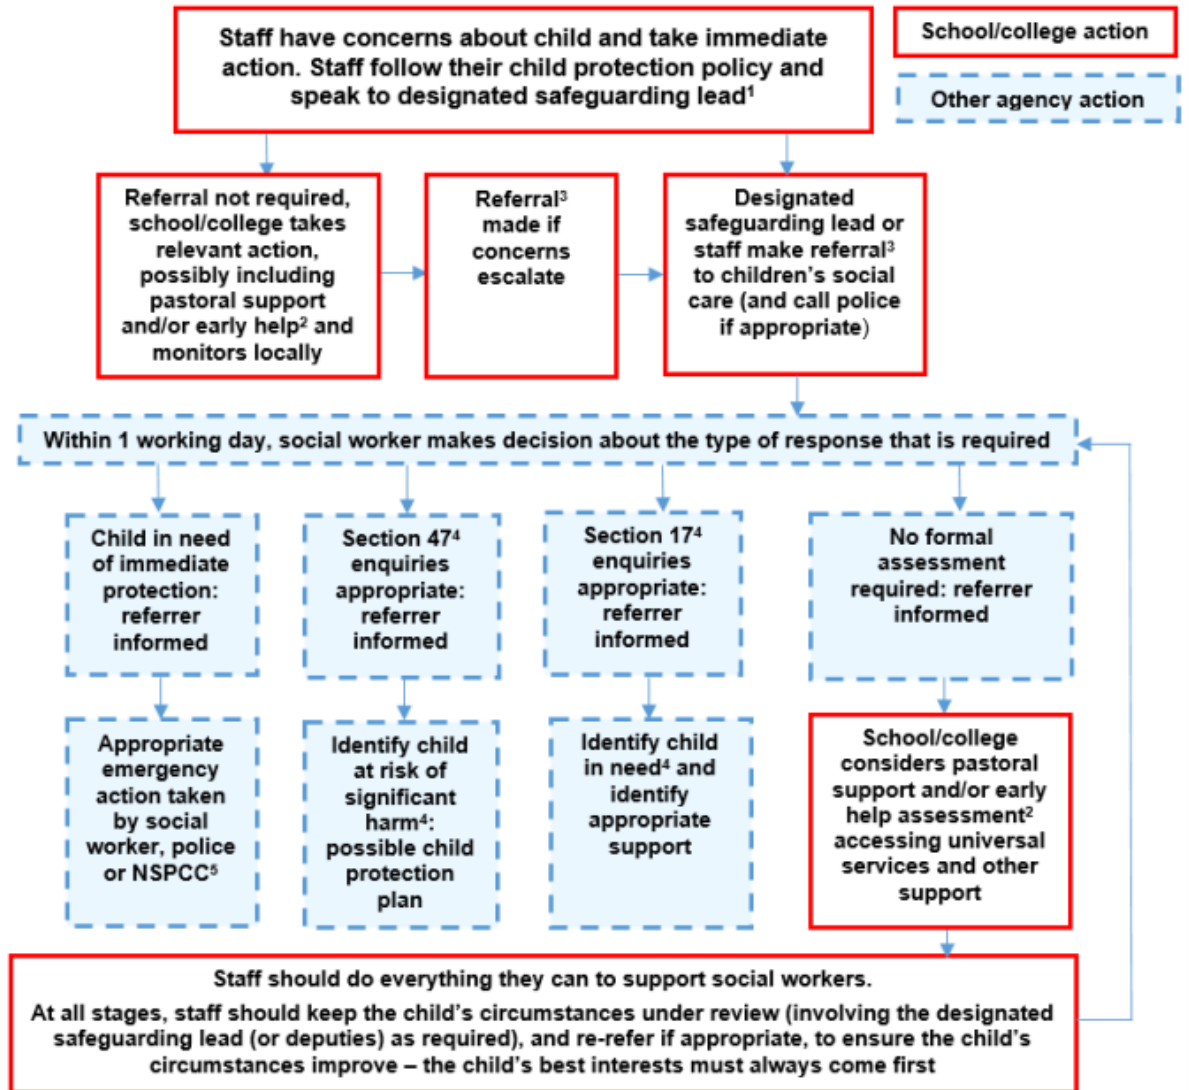 Staff have concerns about child and take immediate
action. Staff follow their child protection policy and
speak to designated safeguarding lead¹
School/college action
Other agency action
Referral not required,
school/college takes
relevant action,
possibly including
pastoral support
and/or early help² and
monitors locally
Referral³
made if
concerns
escalate
Designated
safeguarding lead or
staff make referral³
to children's social
care (and call police
if appropriate)
Within 1 working day, social worker makes decision about the type of response that is required
Child in need
of immediate
protection:
referrer
informed
Section 47⁴
enquiries
appropriate:
referrer
informed
Section 17⁴
enquiries
appropriate:
referrer
informed
No formal
assessment
required: referrer
informed
Appropriate
emergency
action taken
by social
worker, police
or NSPCC⁵
Identify child
at risk of
significant
harm⁴:
possible child
protection
plan
Identify child
in need⁴ and
identify
appropriate
support
School/college
considers pastoral
support and/or early
help assessment²
accessing universal
services and other
support
Staff should do everything they can to support social workers.
At all stages, staff should keep the child's circumstances under review (involving the designated
safeguarding lead (or deputies) as required), and re-refer if appropriate, to ensure the child's
circumstances improve – the child's best interests must always come first